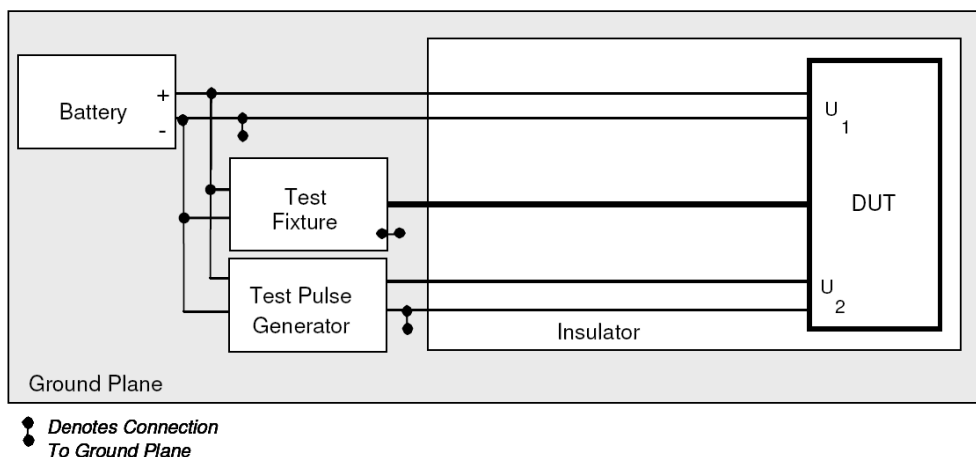 Battery
+
-
U
1
Test
Fixture
DUT
Test Pulse
Generator
U
2
Insulator
Ground Plane
Denotes Connection
To Ground Plane